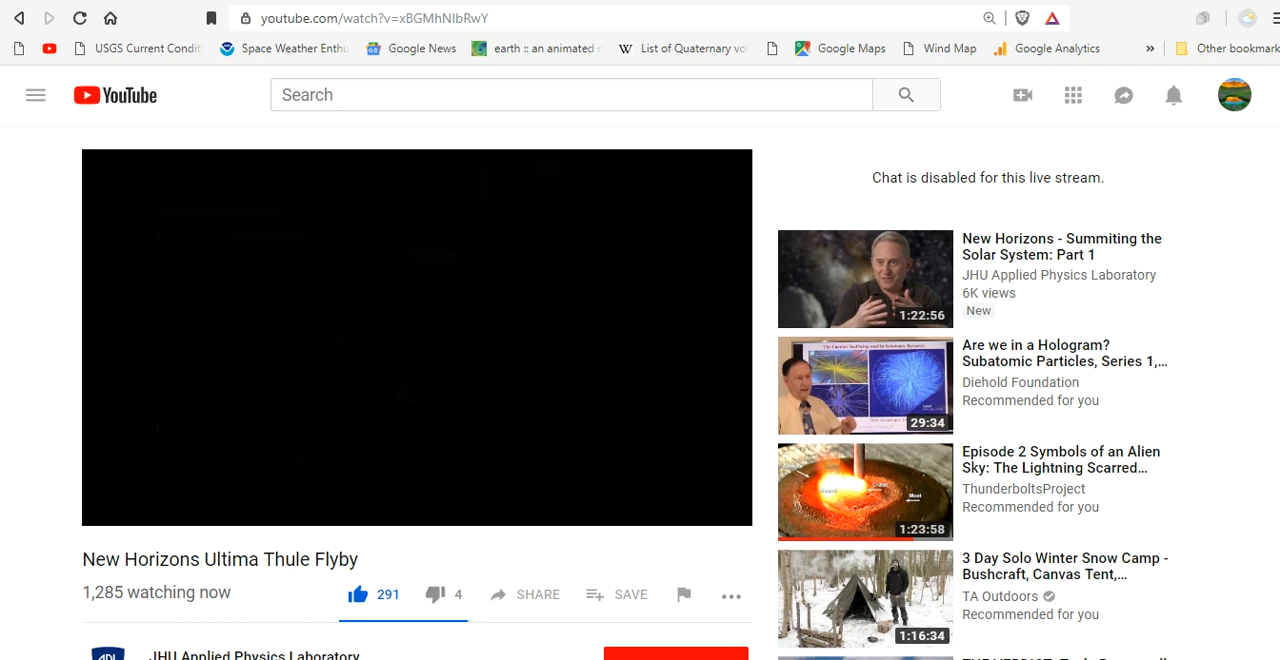 youtube.com/watch?v=xBGMhNIbRwY
USGS Current Condit
Space Weather Enthu
Google News
earth :: an animated
List of Quaternary vo
Google Maps
Wind Map
Google Analytics
»
Other bookmark
YouTube
Search
Chat is disabled for this live stream.
New Horizons - Summiting the
Solar System: Part 1
JHU Applied Physics Laboratory
6K views
New
1:22:56
Are we in a Hologram?
Subatomic Particles, Series 1,...
Diehold Foundation
Recommended for you
29:34
Episode 2 Symbols of an Alien
Sky: The Lightning Scarred...
ThunderboltsProject
Recommended for you
1:23:58
3 Day Solo Winter Snow Camp -
Bushcraft, Canvas Tent,...
TA Outdoors
Recommended for you
1:16:34
New Horizons Ultima Thule Flyby
1,285 watching now
291
4
SHARE
SAVE
APL
JHU Applied Physics Laboratory